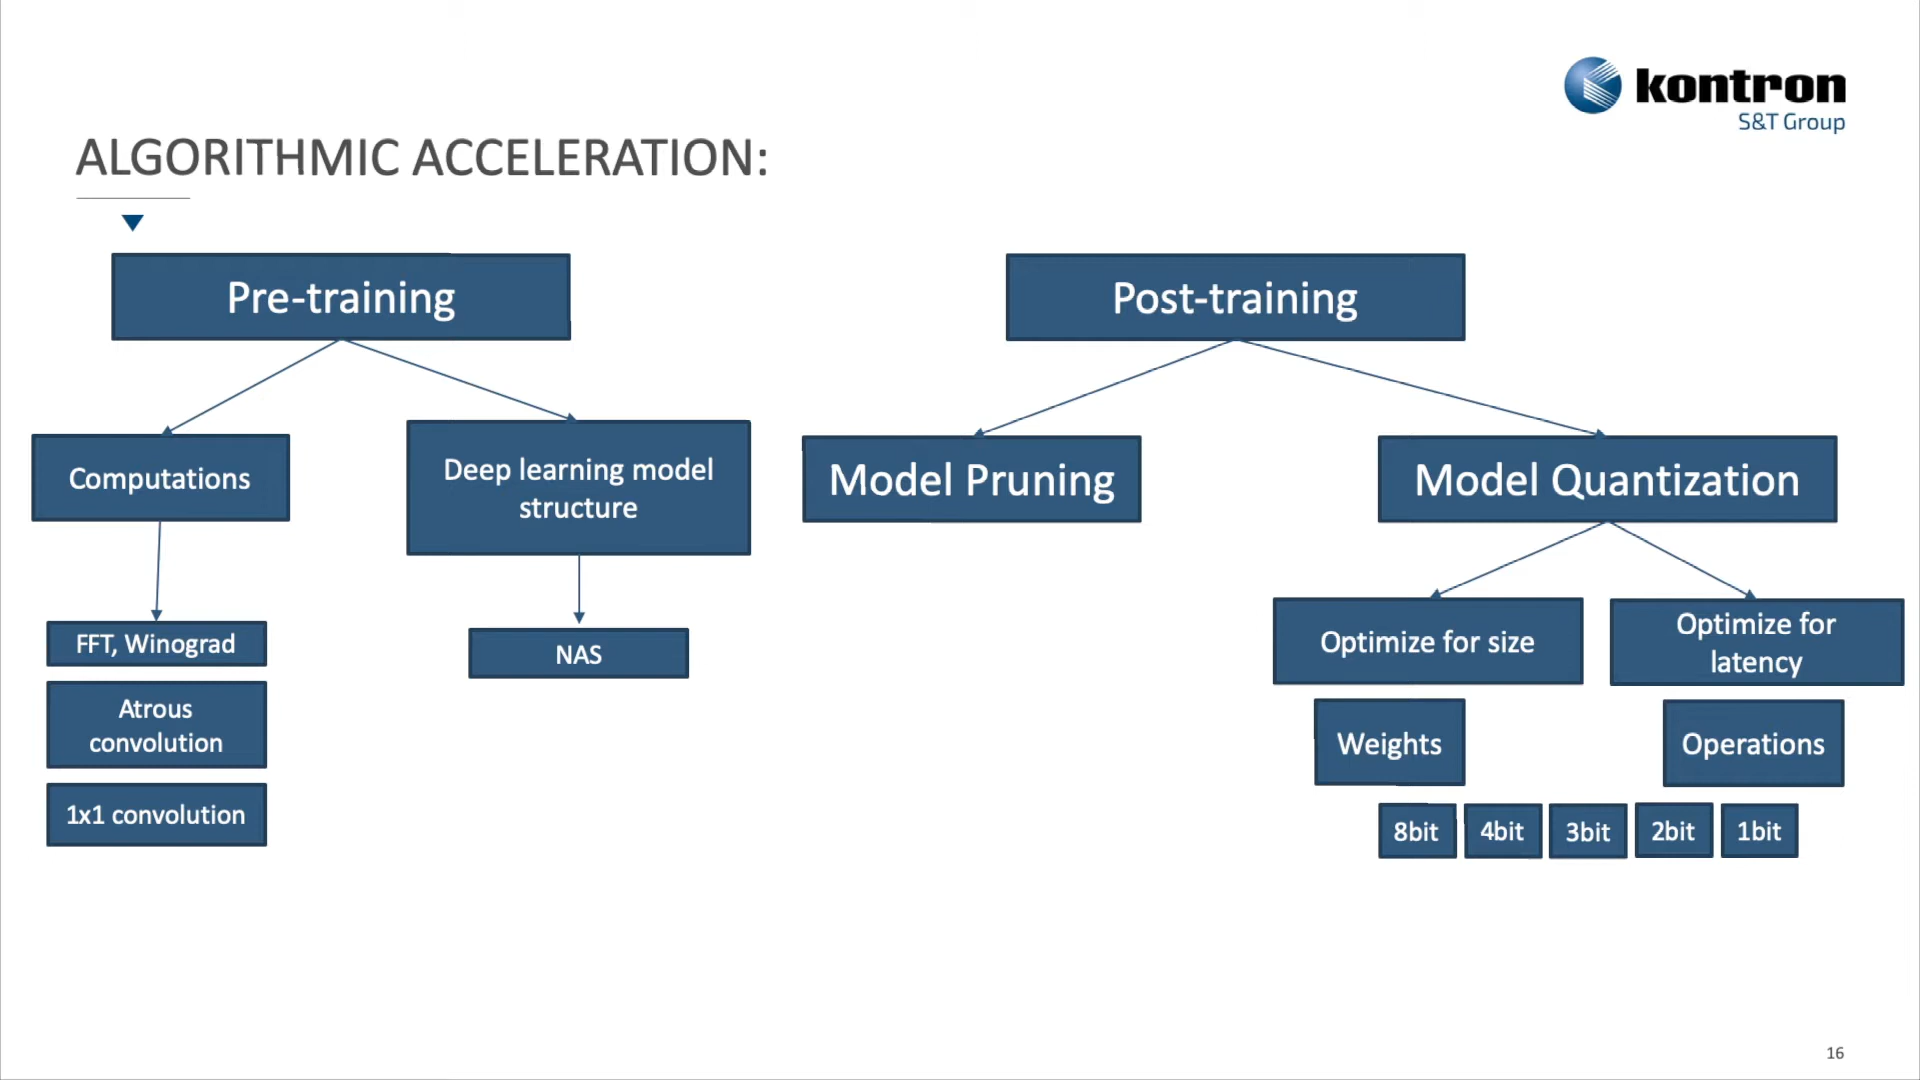 kontron
S&T Group
ALGORITHMIC ACCELERATION:
Pre-training
Post-training
Computations
Deep learning model
structure
Model Pruning
Model Quantization
FFT, Winograd
NAS
Optimize for size
Optimize for
latency
Atrous
convolution
Weights
Operations
1x1 convolution
8bit
4bit
3bit
2bit
1bit
16